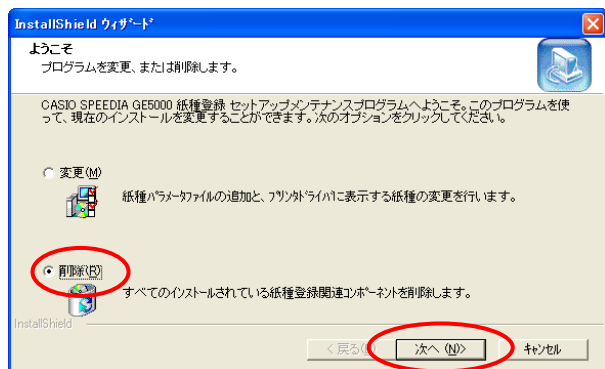 InstallShield ウィザード
ようこそ
プログラムを変更、または削除します。
CASIO SPEEDIA GE5000 紙種登録 セットアップメンテナンスプログラムへようこそ。このプログラムを使
って、現在のインストールを変更することができます。次のオプションをクリックしてください。
変更(M)
紙種パラメータファイルの追加と、プリンタドライバに表示する紙種の変更を行います。
削除(R)
すべてのインストールされている紙種登録関連コンポーネントを削除します。
InstallShield
< 戻る(
次へ (N)>
キャンセル